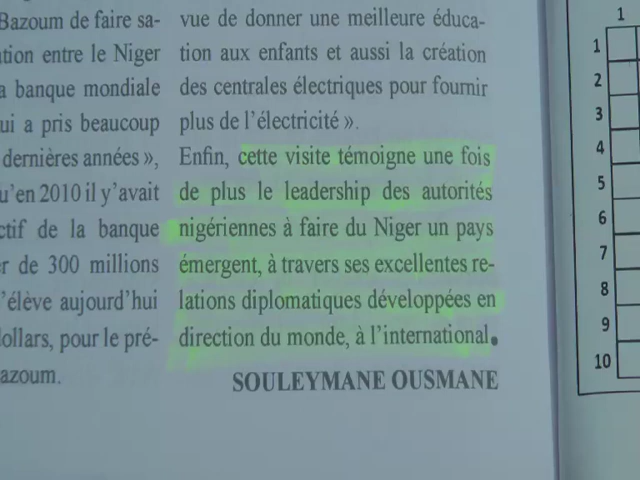 Bazoum de faire sa-
tion entre le Niger
a banque mondiale
ui a pris beaucoup
dernières années »,
u'en 2010 il y'avait
ctif de la banque
r de 300 millions
'élève aujourd'hui
ollars, pour le pré-
azoum.
vue de donner une meilleure éduca-
tion aux enfants et aussi la création
des centrales électriques pour fournir
plus de l'électricité ».
Enfin, cette visite témoigne une fois
de plus le leadership des autorités
nigériennes à faire du Niger un pays
émergent, à travers ses excellentes re-
lations diplomatiques développées en
direction du monde, à l'international.
SOULEYMANE OUSMANE
1
1
2
3
4
5
6
7
8
9
10